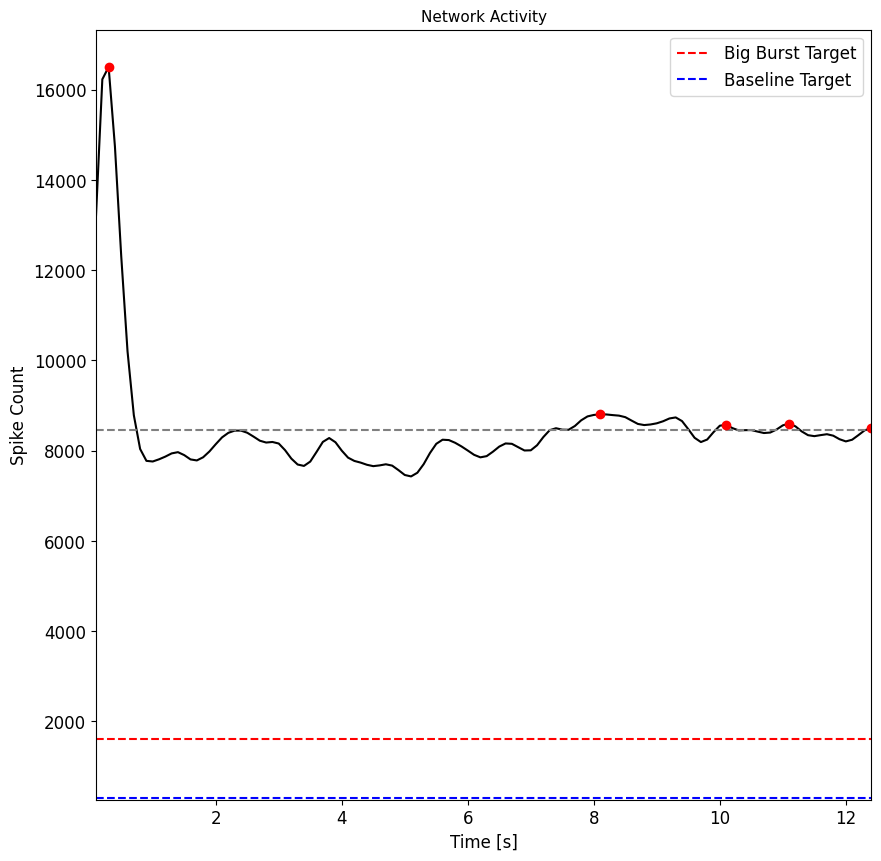 Network Activity
Big Burst Target
Baseline Target
Spike Count
16000
14000
12000
10000
8000
6000
4000
2000
2 4 6 8 10 12
Time [s]